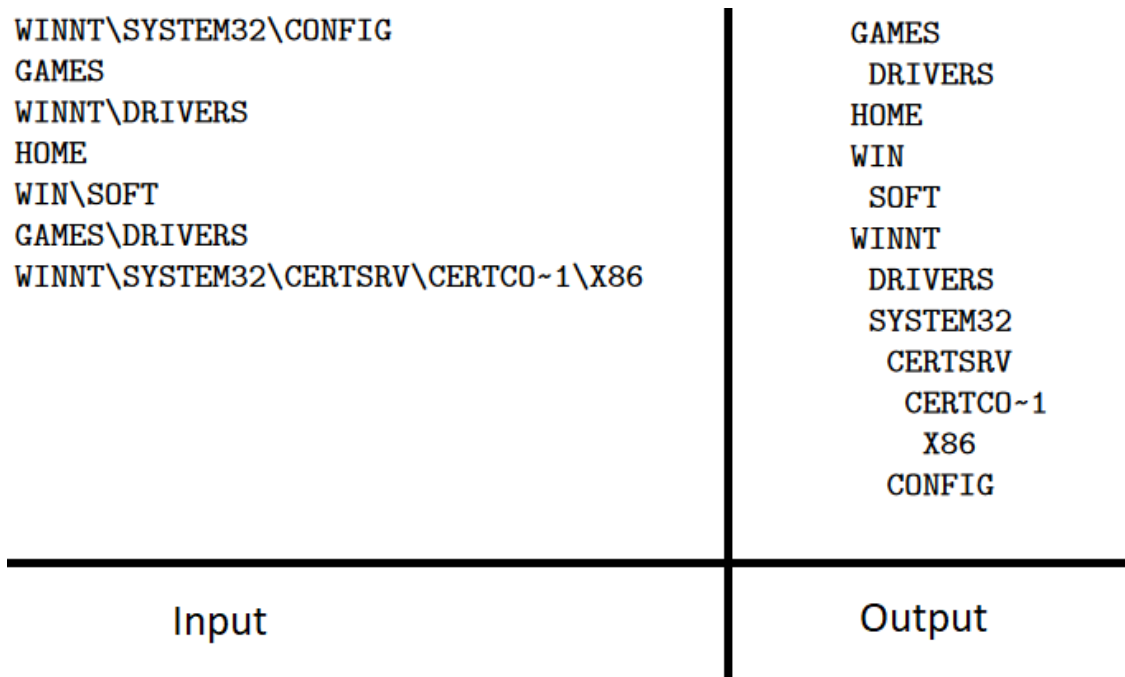 WINNT\SYSTEM32\CONFIG
GAMES
WINNT\DRIVERS
HOME
WIN\SOFT
GAMES\DRIVERS
WINNT\SYSTEM32\CERTSRV\CERTCO~1\X86
Input
GAMES
 DRIVERS
HOME
WIN
 SOFT
WINNT
 DRIVERS
 SYSTEM32
  CERTSRV
   CERTCO~1
    X86
  CONFIG
Output